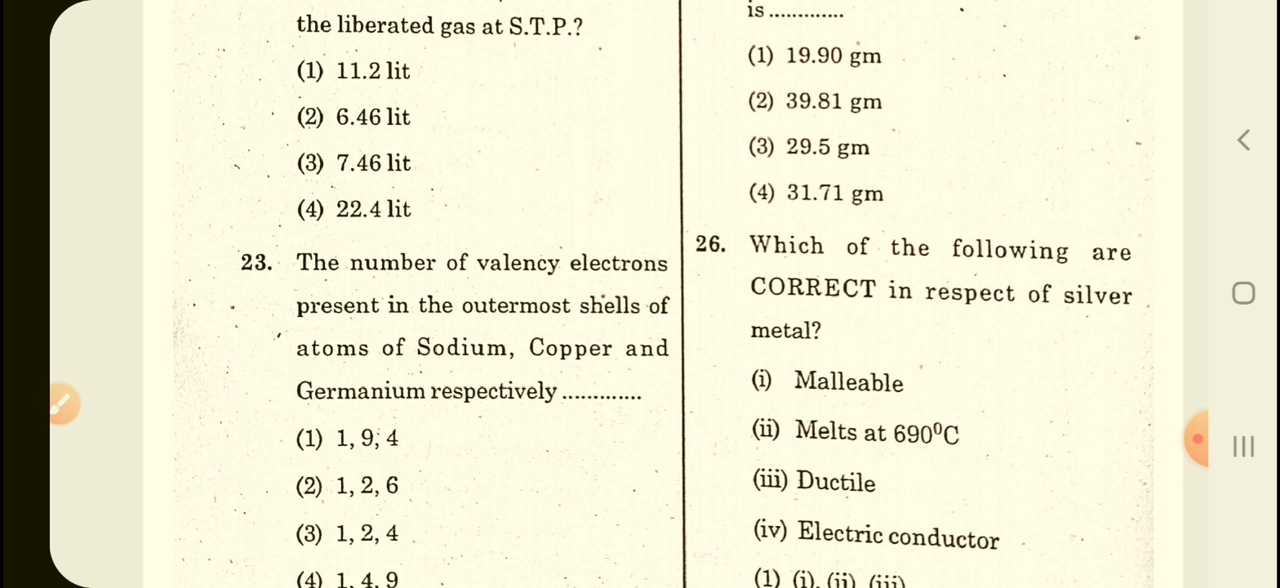 the liberated gas at S.T.P.?
(1) 11.2 lit
(2) 6.46 lit
(3) 7.46 lit
(4) 22.4 lit
23. The number of valency electrons
present in the outermost shells of
atoms of Sodium, Copper and
Germanium respectively .............
(1) 1, 9, 4
(2) 1, 2, 6
(3) 1, 2, 4
(4) 1, 4, 9
is .............
(1) 19.90 gm
(2) 39.81 gm
(3) 29.5 gm
(4) 31.71 gm
26. Which of the following are
CORRECT in respect of silver
metal?
(i) Malleable
(ii) Melts at 690⁰C
(iii) Ductile
(iv) Electric conductor
(1) (i), (ii), (iii)